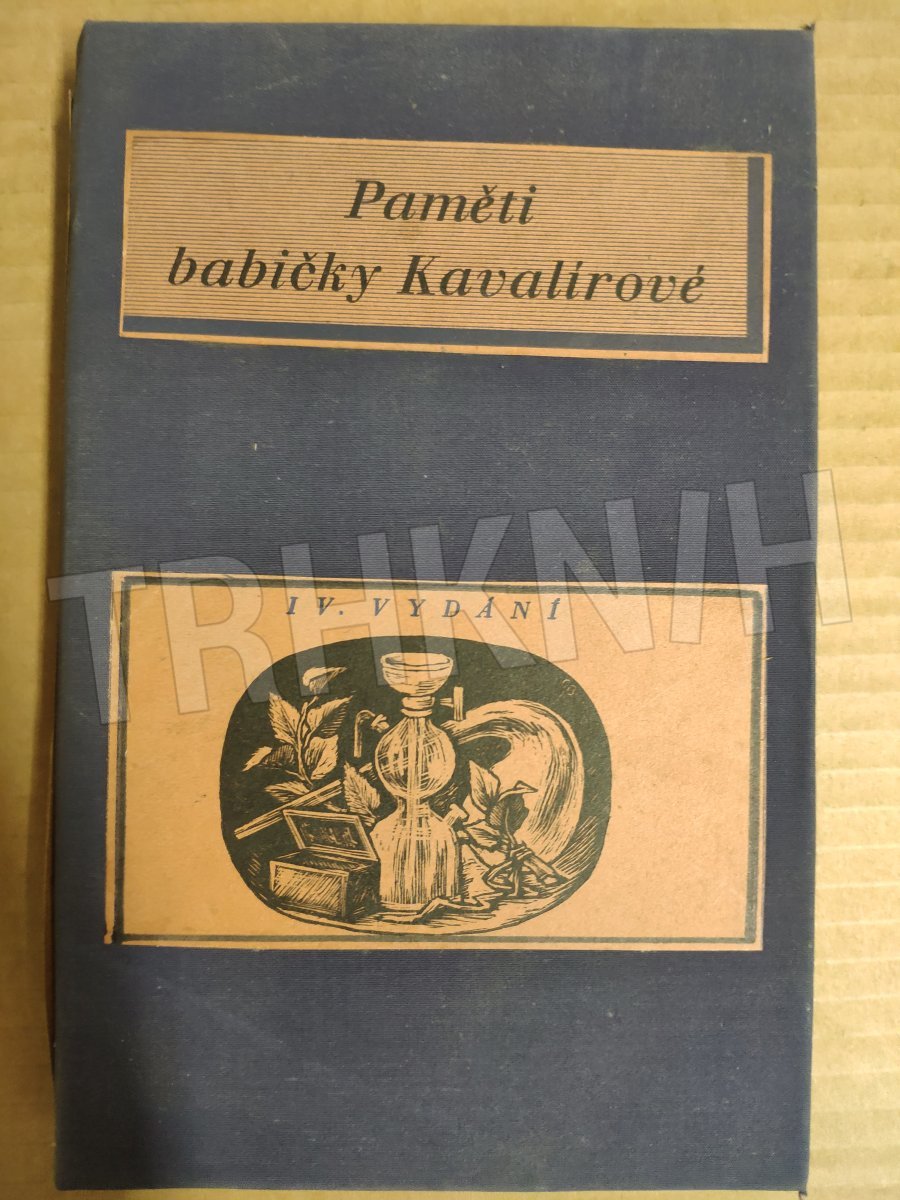 Paměti
babičky Kavalírové
IV. VYDÁNÍ
TRHKNIH